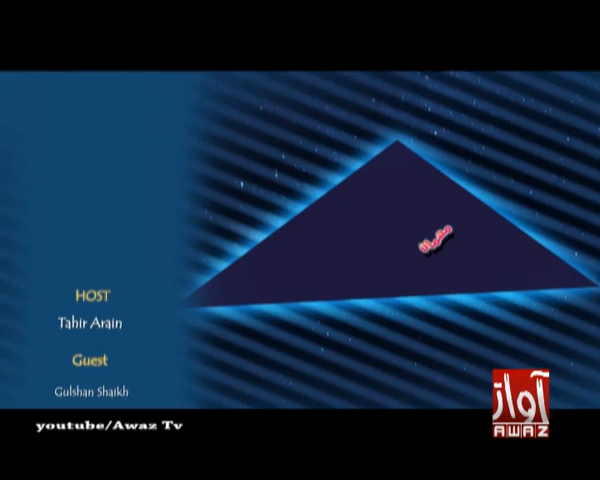 HOST
Tahir Arain
Guest
Gulshan Shaikh
youtube/Awaz Tv
آواز
AWAZ